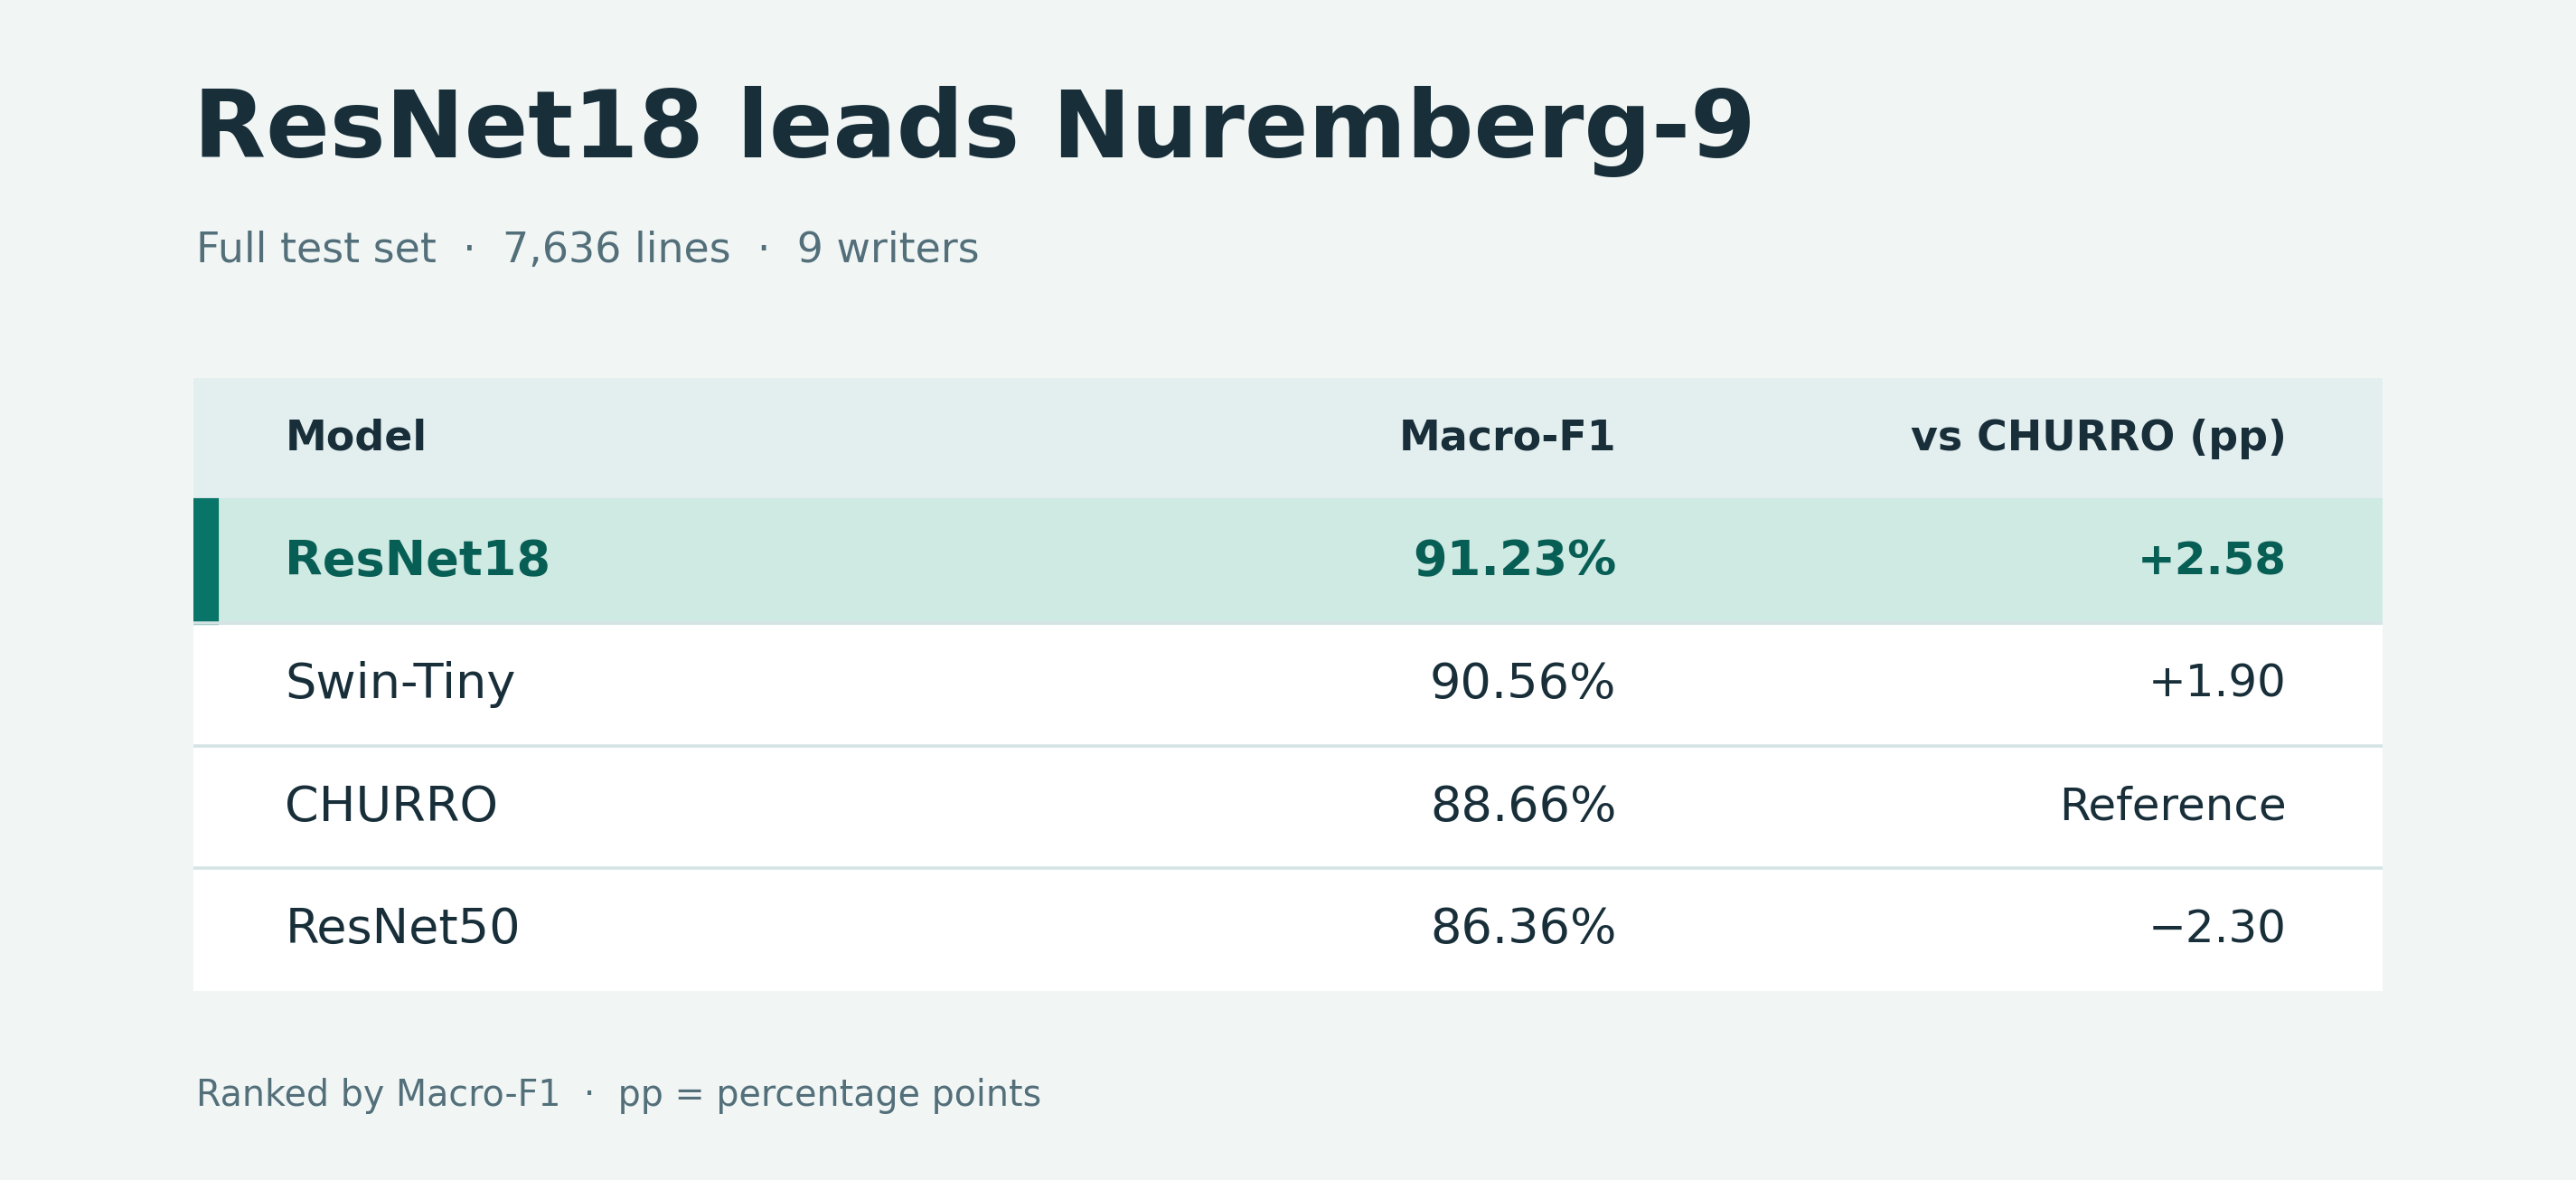 ResNet18 leads Nuremberg-9
Full test set · 7,636 lines · 9 writers
Model Macro-F1 vs CHURRO (pp)
ResNet18 91.23% +2.58
Swin-Tiny 90.56% +1.90
CHURRO 88.66% Reference
ResNet50 86.36% −2.30
Ranked by Macro-F1 · pp = percentage points